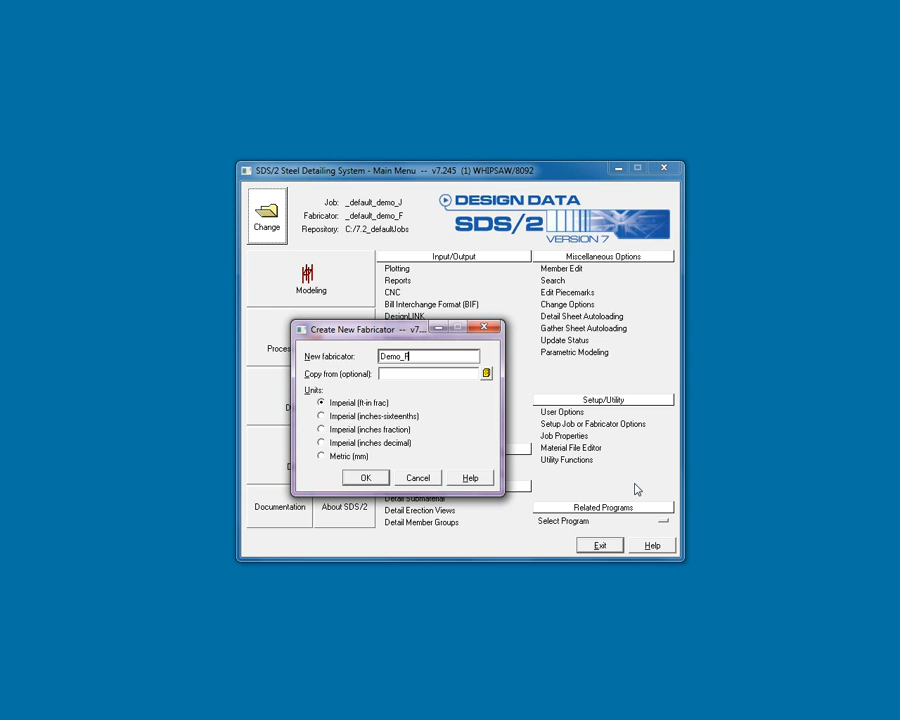 SDS/2 Steel Detailing System - Main Menu -- v7.245 (1) WHIPSAW/8092
Change
Job: _default_demo_J
Fabricator: _default_demo_F
Repository: C:/7.2_defaultJobs
DESIGN DATA
SDS/2
VERSION 7
Modeling
Input/Output
Plotting
Reports
CNC
Bill Interchange Format (BIF)
DesignLINK
Miscellaneous Options
Member Edit
Search
Edit Piecemarks
Change Options
Detail Sheet Autoloading
Gather Sheet Autoloading
Update Status
Parametric Modeling
Proces
D
D
Create New Fabricator -- v7....
New fabricator: Demo_F
Copy from (optional):
Units:
Imperial (ft-in frac)
Imperial (inches-sixteenths)
Imperial (inches fraction)
Imperial (inches decimal)
Metric (mm)
OK
Cancel
Help
Setup/Utility
User Options
Setup Job or Fabricator Options
Job Properties
Material File Editor
Utility Functions
Documentation
About SDS/2
Detail Submaterial
Detail Erection Views
Detail Member Groups
Related Programs
Select Program
Exit
Help